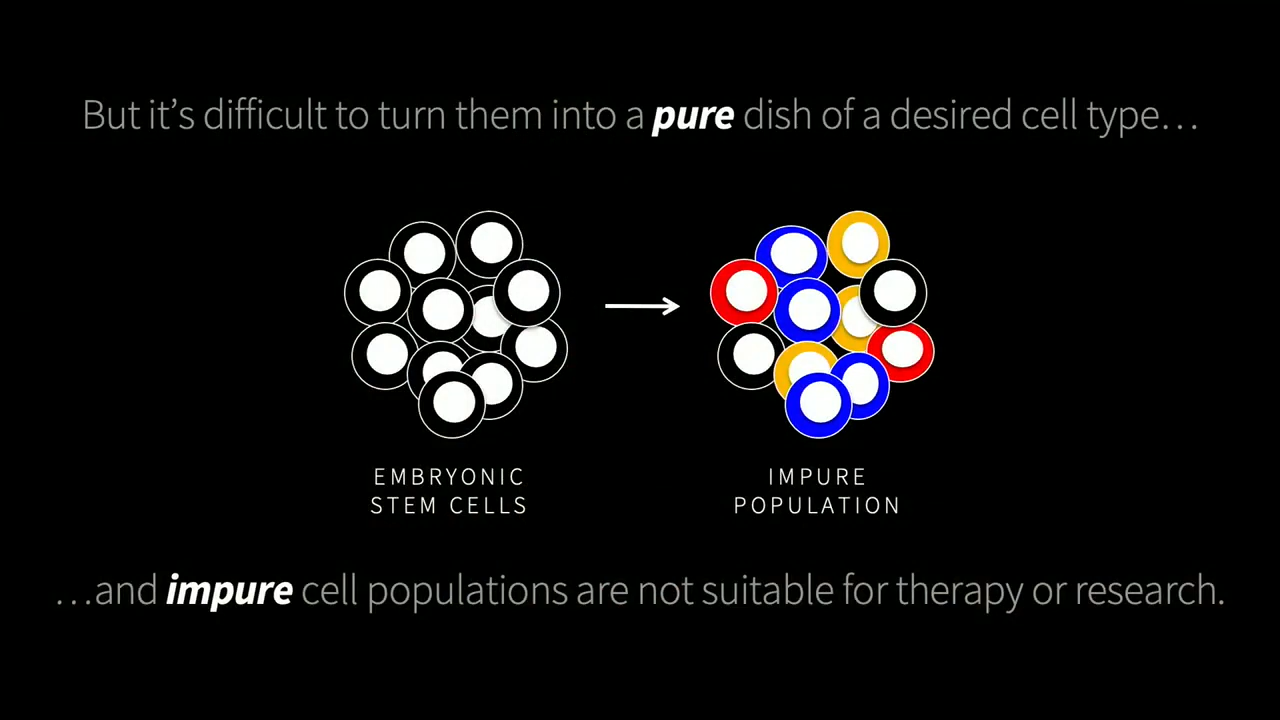 But it’s difficult to turn them into a pure dish of a desired cell type…
EMBRYONIC
STEM CELLS
IMPURE
POPULATION
…and impure cell populations are not suitable for therapy or research.